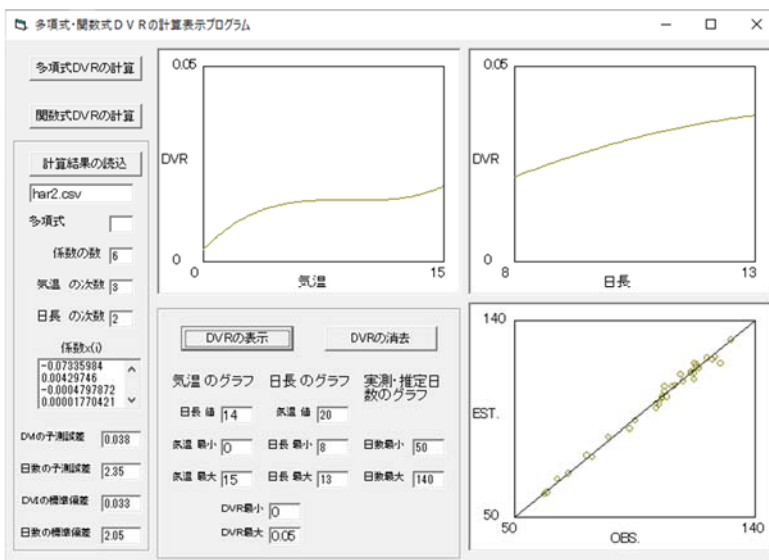 多項式・関数式ＤＶＲの計算表示プログラム
多項式DVRの計算
関数式DVRの計算
計算結果の読込
har2.csv
多項式
係数の数 6
気温 の次数 3
日長 の次数 2
係数x(i)
-0.07335984
0.00429746
-0.0004797872
0.00001770421
DVIの予測誤差 0.038
日数の予測誤差 2.35
DVIの標準偏差 0.033
日数の標準偏差 2.05
0.05
DVR
0
0
気温
15
0.05
DVR
0
8
日長
13
DVRの表示
DVRの消去
気温 のグラフ
日長 のグラフ
実測・推定日
数のグラフ
日長 値 14
気温 値 20
気温 最小 0
日長 最小 8
日数最小 50
気温 最大 15
日長 最大 13
日数最大 140
DVR最小 0
DVR最大 0.05
140
EST.
50
50
OBS.
140